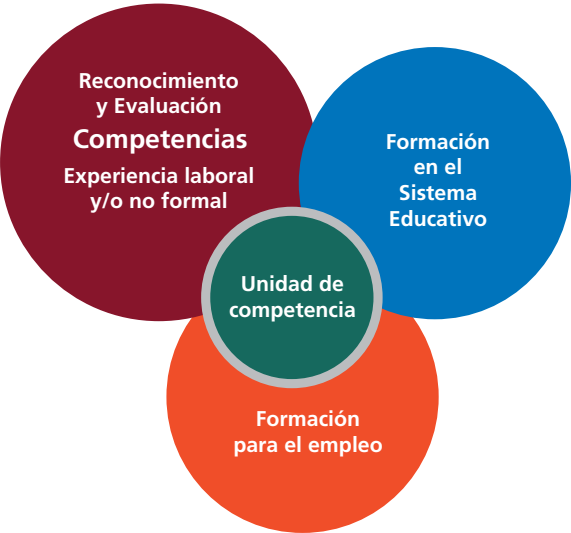 Reconocimiento
y Evaluación
Competencias
Experiencia laboral
y/o no formal
Formación
en el
Sistema
Educativo
Unidad de
competencia
Formación
para el empleo